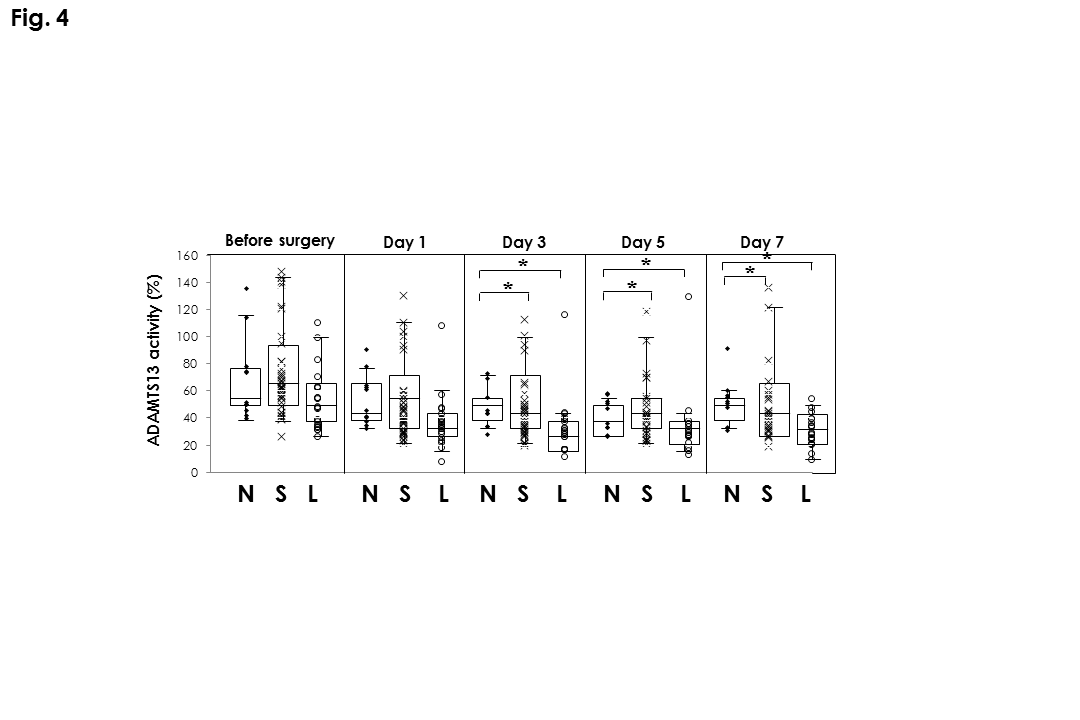 Fig. 4
Before surgery Day 1 Day 3 Day 5 Day 7
ADAMTS13 activity (%)
160
140
120
100
80
60
40
20
0
* * *
* * *
N S L N S L N S L N S L N S L